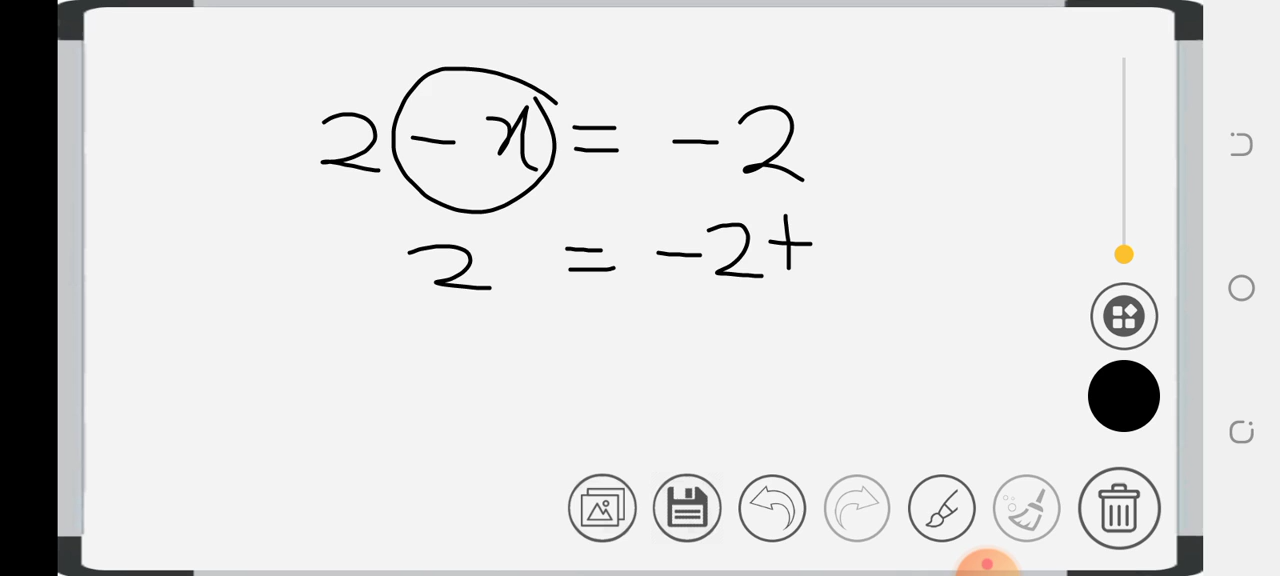 2 - x = -2
2 = -2+